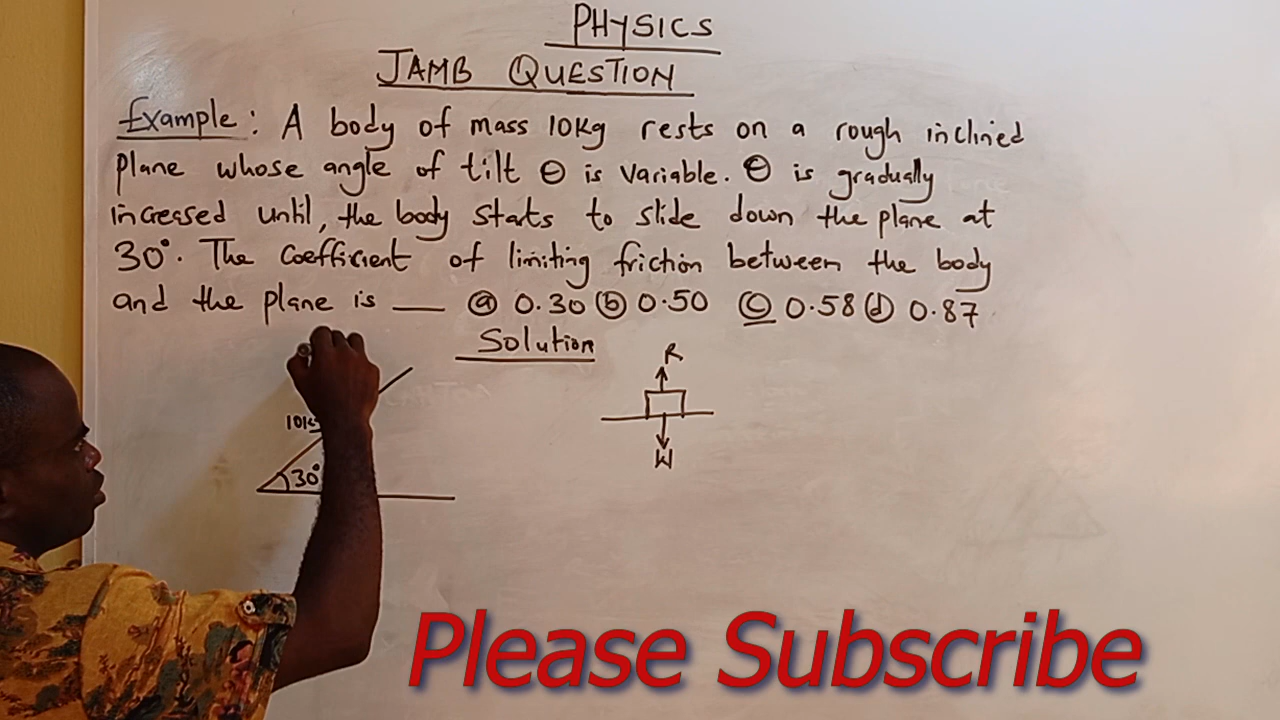 PHYSICS
JAMB QUESTION
Example: A body of mass 10Kg rests on a rough inclined
plane whose angle of tilt θ is variable. θ is gradually
increased until, the body starts to slide down the plane at
30°. The coefficient of limiting friction between the body
and the plane is ___ (a) 0.30 (b) 0.50 (c) 0.58 (d) 0.87
Solution
R
W
30°
Please Subscribe